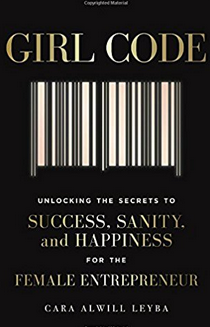 GIRL CODE
UNLOCKING THE SECRETS TO
SUCCESS, SANITY,
and HAPPINESS
FOR THE
FEMALE ENTREPRENEUR
CARA ALWILL LEYBA